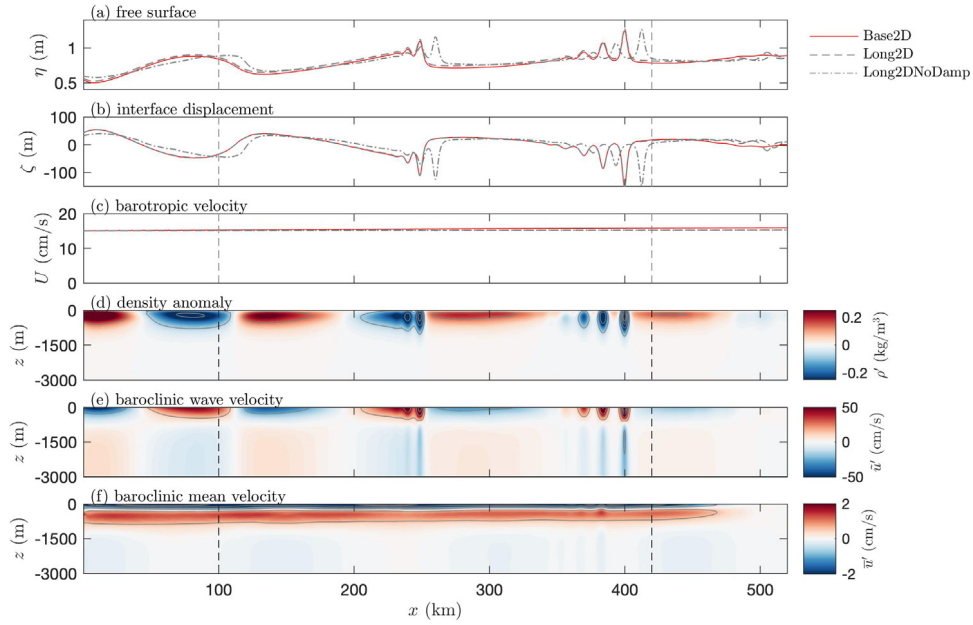 (a) free surface
η (m)
1
0.5
Base2D
Long2D
Long2DNoDamp
(b) interface displacement
ζ (m)
100
0
-100
(c) barotropic velocity
U (cm/s)
20
10
0
(d) density anomaly
z (m)
0
-1500
-3000
0.2
0
-0.2
ρ′ (kg/m³)
(e) baroclinic wave velocity
z (m)
0
-1500
-3000
50
0
-50
ũ′ (cm/s)
(f) baroclinic mean velocity
z (m)
0
-1500
-3000
2
0
-2
u̅′ (cm/s)
0 100 200 300 400 500
x (km)